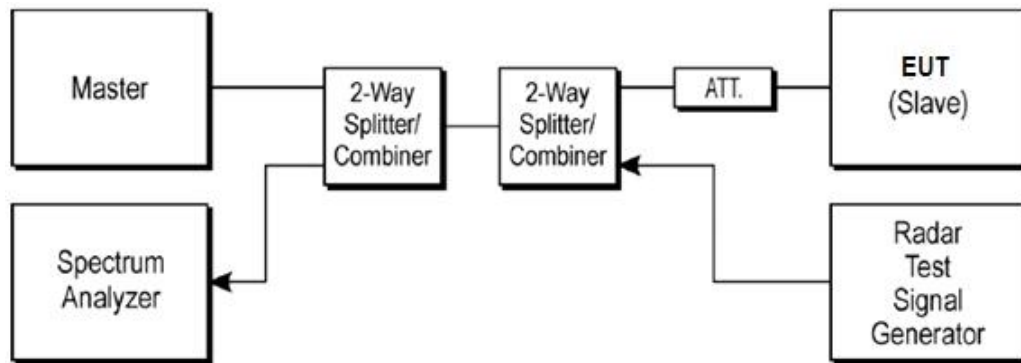 Master
2-Way
Splitter/
Combiner
2-Way
Splitter/
Combiner
ATT.
EUT
(Slave)
Spectrum
Analyzer
Radar
Test
Signal
Generator